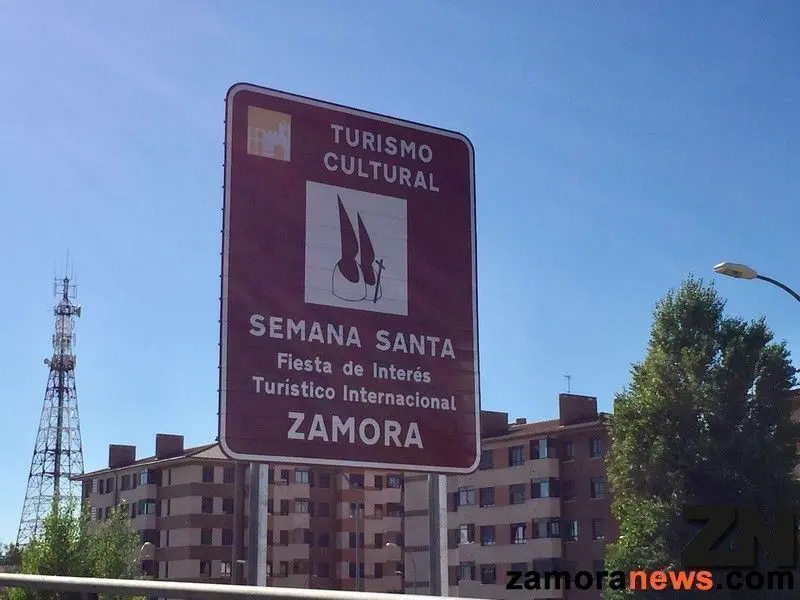 TURISMO
CULTURAL
SEMANA SANTA
Fiesta de Interés
Turístico Internacional
ZAMORA
ZN
zamoranews.com